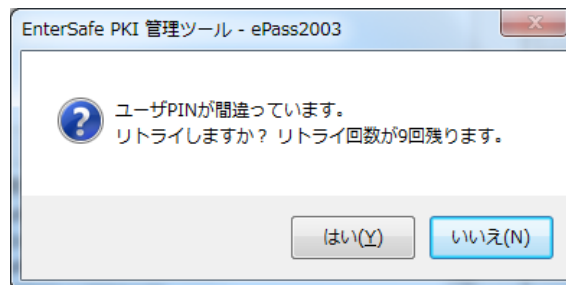 EnterSafe PKI 管理ツール - ePass2003
ユーザPINが間違っています。
リトライしますか？ リトライ回数が9回残ります。
はい(Y)
いいえ(N)